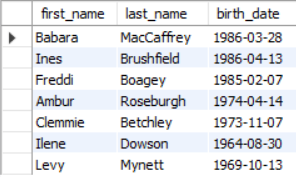 first_name last_name birth_date
Babara MacCaffrey 1986-03-28
Ines Brushfield 1986-04-13
Freddi Boagey 1985-02-07
Ambur Roseburgh 1974-04-14
Clemmie Betchley 1973-11-07
Ilene Dowson 1964-08-30
Levy Mynett 1969-10-13